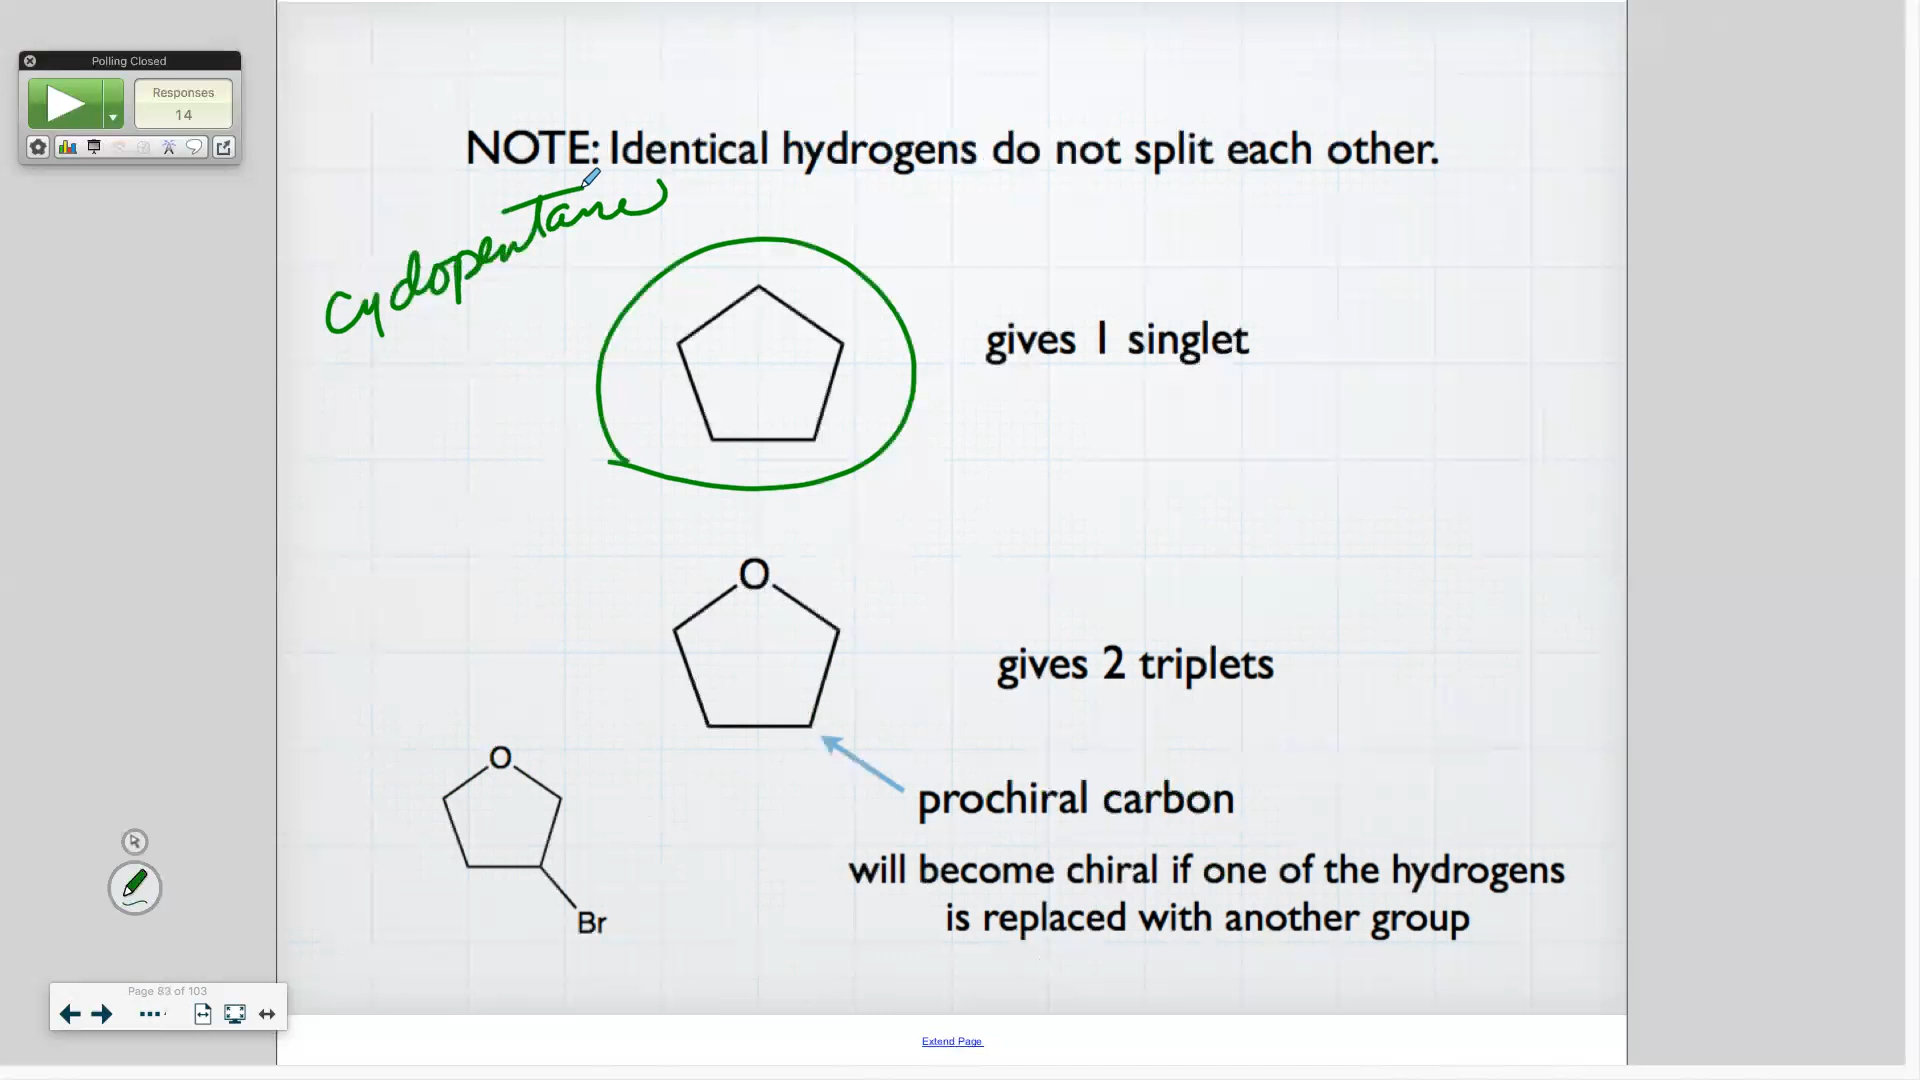 Polling Closed
Responses
14
NOTE: Identical hydrogens do not split each other.
cyclopentane
gives 1 singlet
O
gives 2 triplets
prochiral carbon
O
Br
will become chiral if one of the hydrogens
is replaced with another group
Page 83 of 103
Extend Page